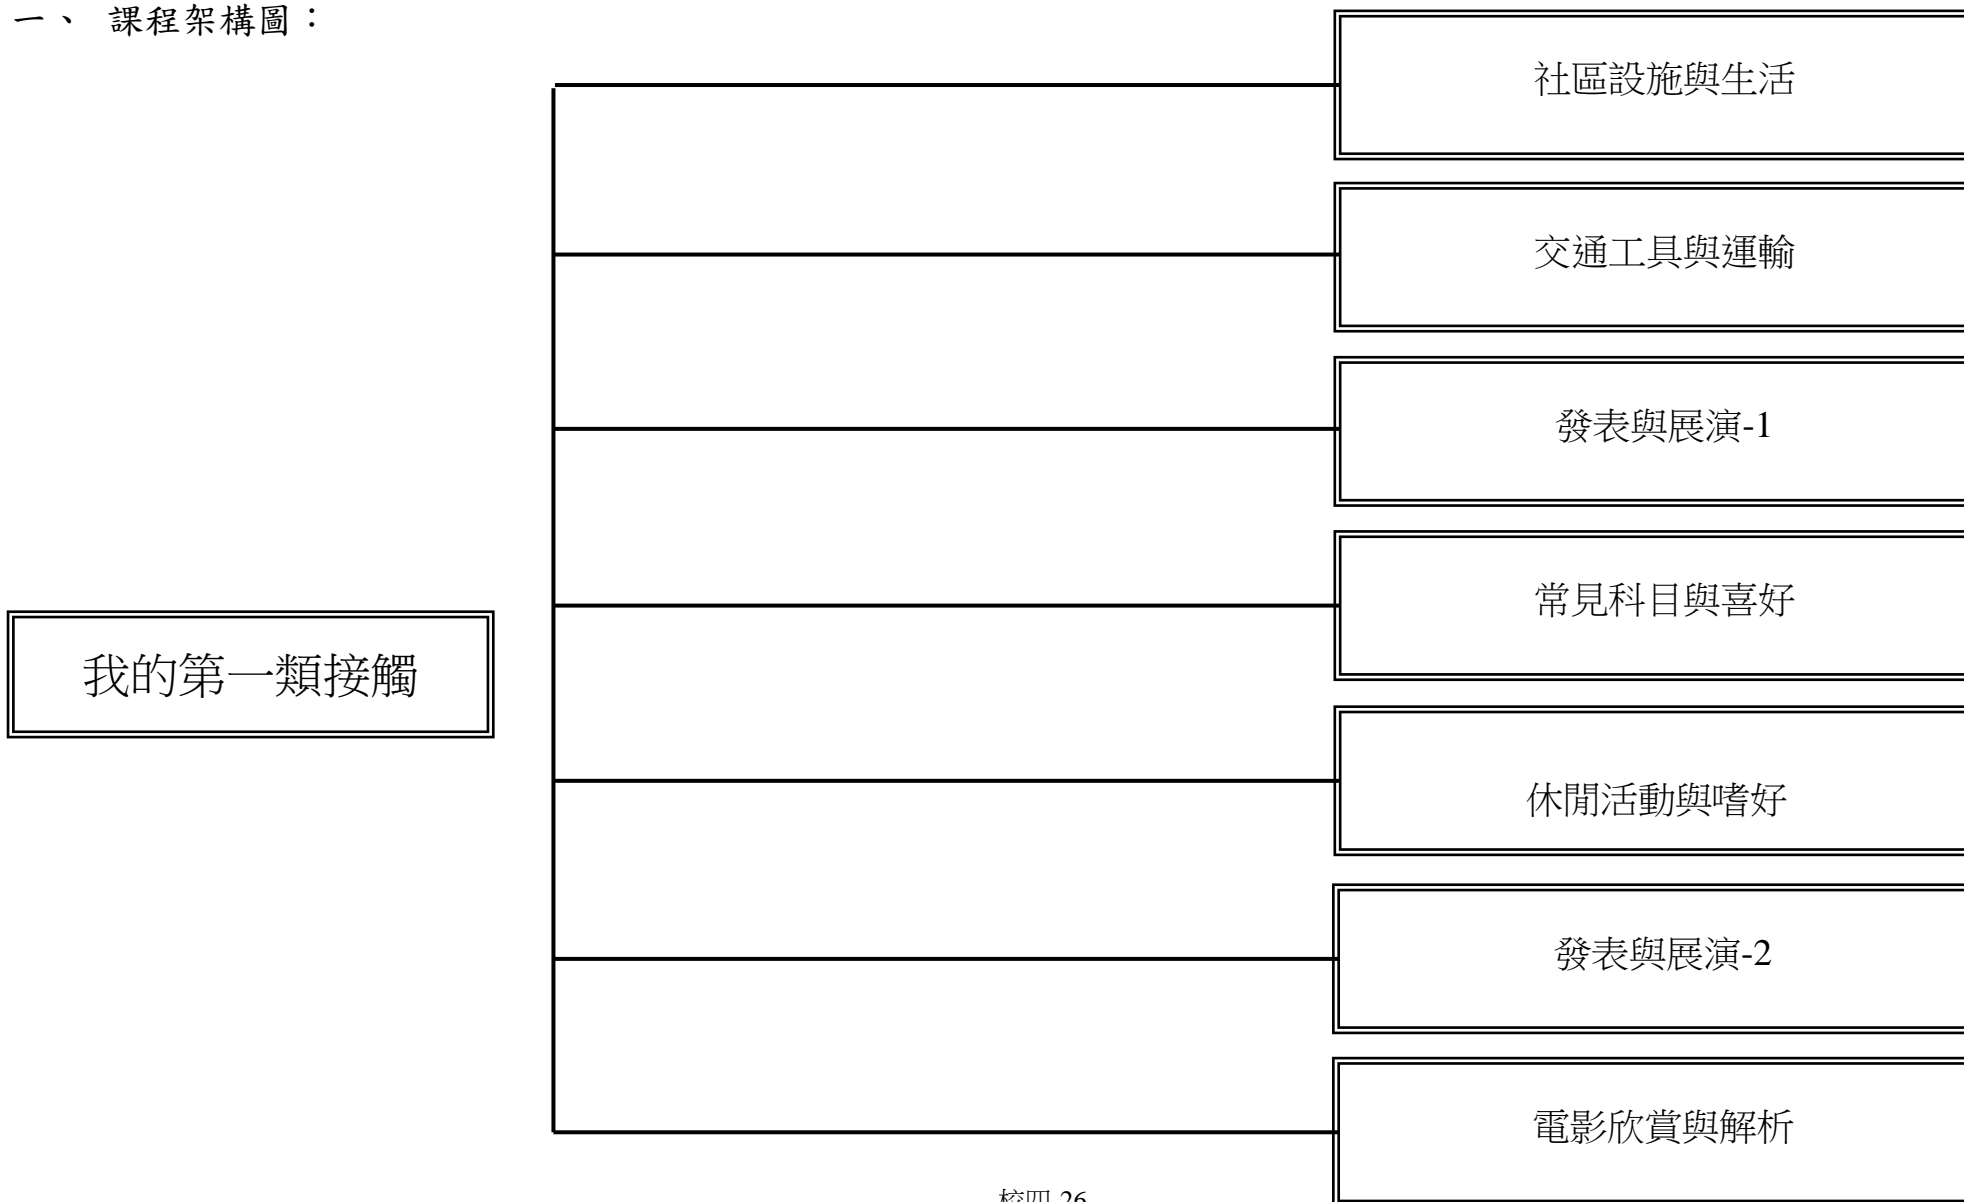 一、 課程架構圖：
社區設施與生活
交通工具與運輸
發表與展演-1
常見科目與喜好
我的第一類接觸
休閒活動與嗜好
發表與展演-2
電影欣賞與解析
校四-26